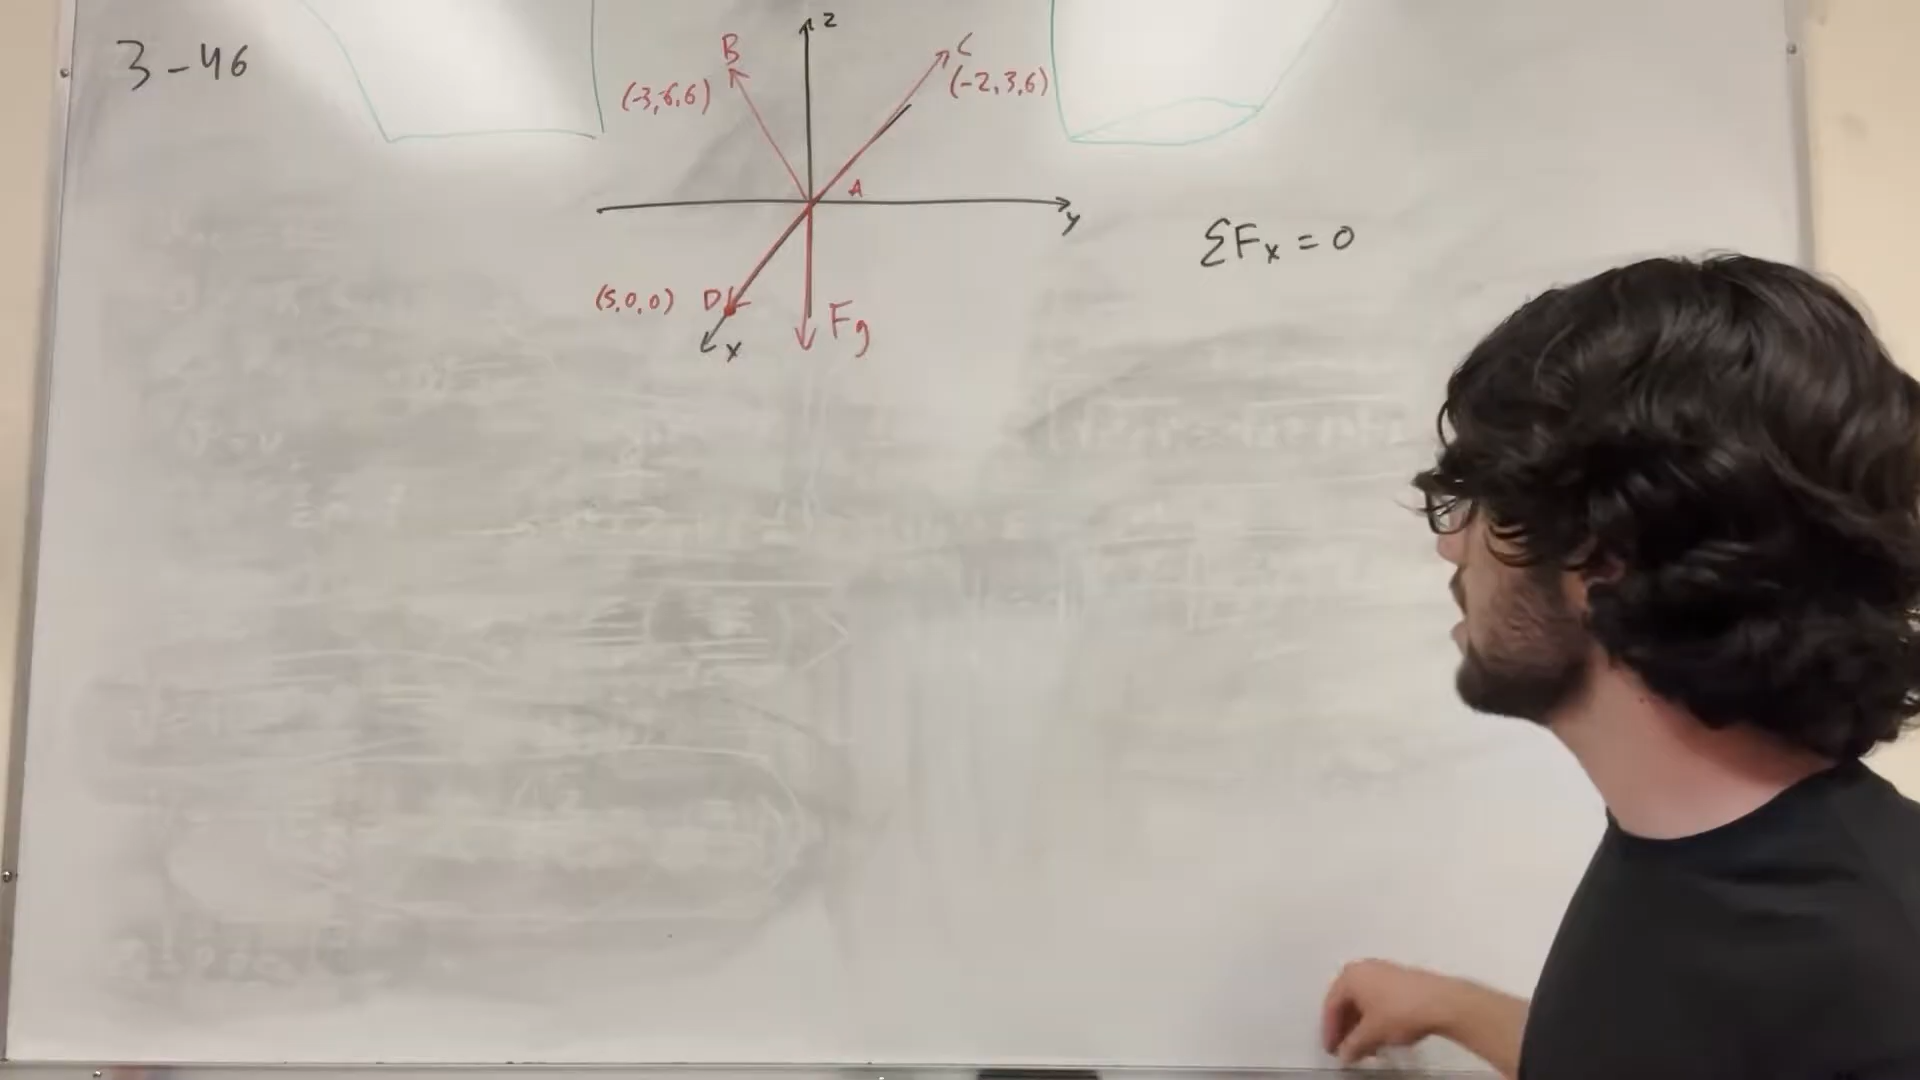 3-46
z
B
C
(-3,-6,6)
(-2,3,6)
A
y
ΣFx = 0
(5,0,0) D
Fg
x